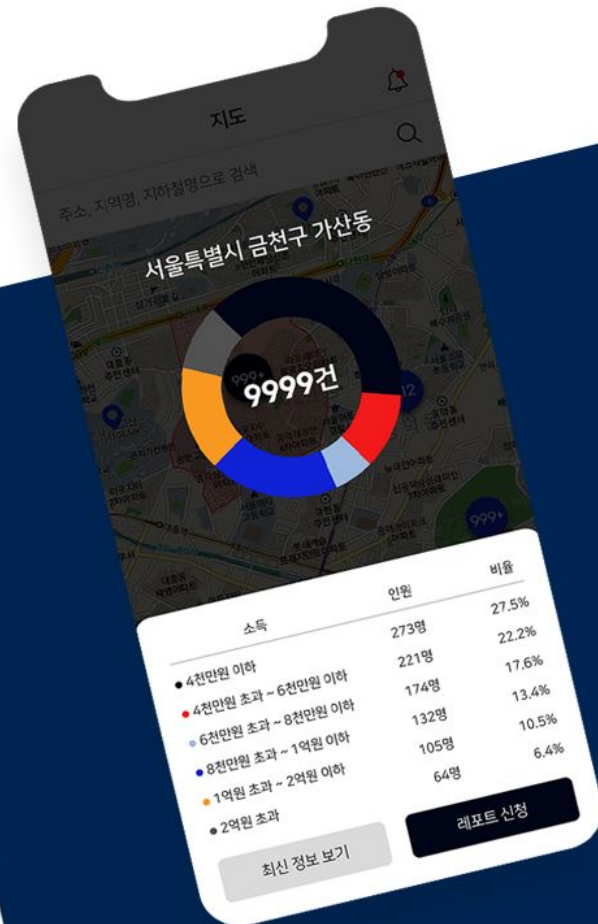 지도
주소, 지역명, 지하철명으로 검색
서울특별시 금천구 가산동
999+
9999건
12
999+
소득 인원 비율
4천만원 이하 273명 27.5%
4천만원 초과 ~ 6천만원 이하 221명 22.2%
6천만원 초과 ~ 8천만원 이하 174명 17.6%
8천만원 초과 ~ 1억원 이하 132명 13.4%
1억원 초과 ~ 2억원 이하 105명 10.5%
2억원 초과 64명 6.4%
최신 정보 보기 레포트 신청